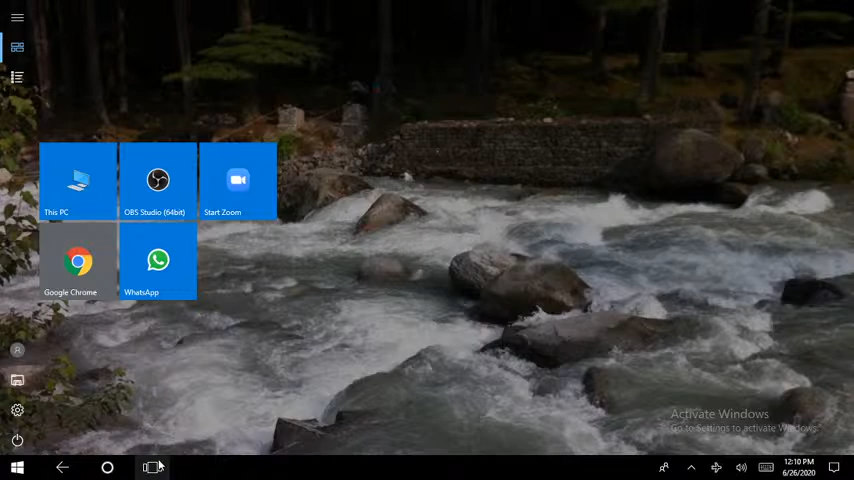 This PC
OBS Studio (64bit)
Start Zoom
Google Chrome
WhatsApp
Activate Windows
Go to Settings to activate Windows.
12:10 PM
6/26/2020